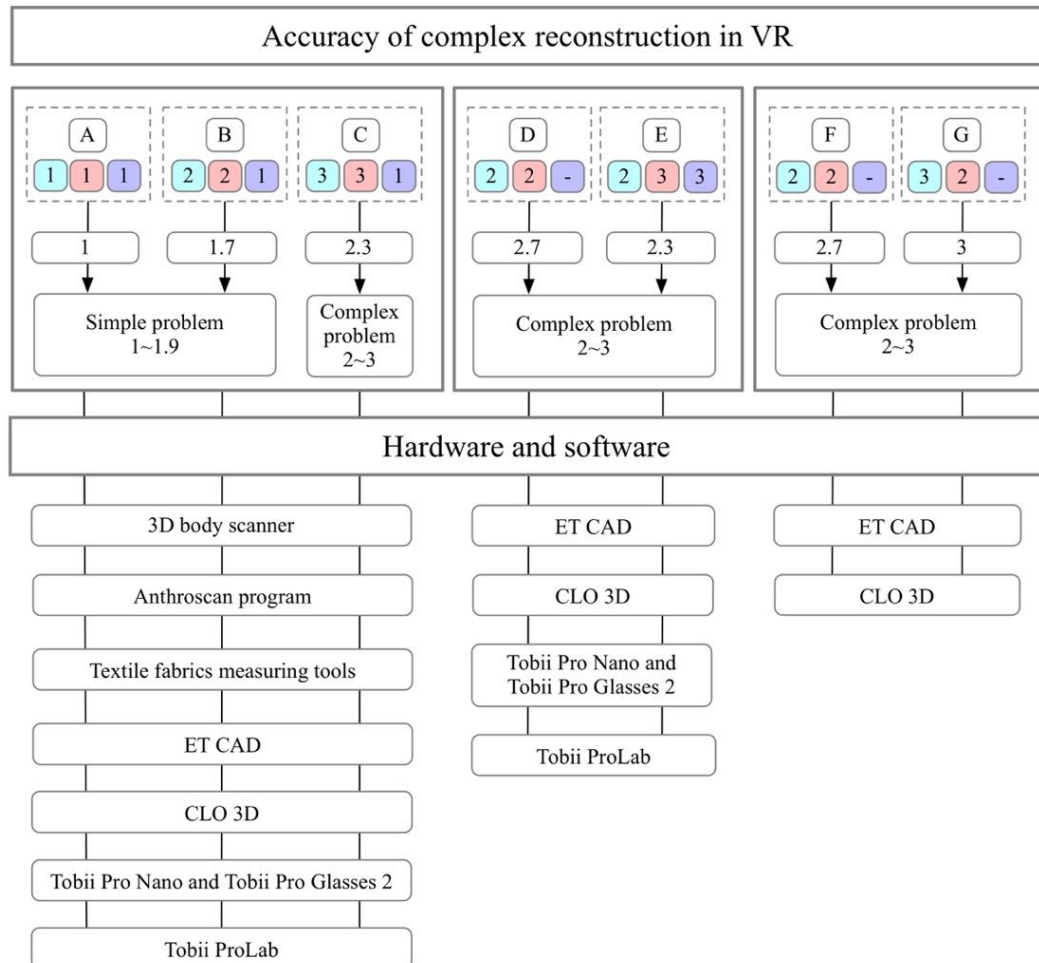 Accuracy of complex reconstruction in VR
A B C D E F G
1 1 1 2 2 1 3 3 1 2 2 - 2 3 3 2 2 - 3 2 -
1 1.7 2.3 2.7 2.3 2.7 3
Simple problem
1~1.9
Complex
problem
2~3
Complex problem
2~3
Complex problem
2~3
Hardware and software
3D body scanner
Anthroscan program
Textile fabrics measuring tools
ET CAD
CLO 3D
Tobii Pro Nano and Tobii Pro Glasses 2
Tobii ProLab
ET CAD
CLO 3D
Tobii Pro Nano and
Tobii Pro Glasses 2
Tobii ProLab
ET CAD
CLO 3D